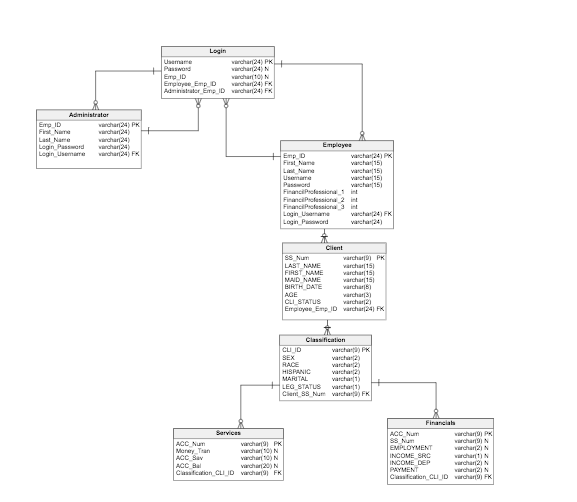 Login
Username varchar(24) PK
Password varchar(24) N
Emp_ID varchar(10) N
Employee_Emp_ID varchar(24) FK
Administrator_Emp_ID varchar(24) FK
Administrator
Emp_ID varchar(24) PK
First_Name varchar(24)
Last_Name varchar(24)
Login_Password varchar(24)
Login_Username varchar(24) FK
Employee
Emp_ID varchar(24) PK
First_Name varchar(15)
Last_Name varchar(15)
Username varchar(15)
Password varchar(15)
FinancilProfessional_1 int
FinancilProfessional_2 int
FinancilProfessional_3 int
Login_Username varchar(24) FK
Login_Password varchar(24)
Client
SS_Num varchar(9) PK
LAST_NAME varchar(15)
FIRST_NAME varchar(15)
MAID_NAME varchar(15)
BIRTH_DATE varchar(8)
AGE varchar(3)
CLI_STATUS varchar(2)
Employee_Emp_ID varchar(24) FK
Classification
CLI_ID varchar(9) PK
SEX varchar(2)
RACE varchar(2)
HISPANIC varchar(2)
MARITAL varchar(1)
LEG_STATUS varchar(1)
Client_SS_Num varchar(9) FK
Services
ACC_Num varchar(9) PK
Money_Tran varchar(10) N
ACC_Sav varchar(10) N
ACC_Bal varchar(20) N
Classification_CLI_ID varchar(9) FK
Financials
ACC_Num varchar(9) PK
SS_Num varchar(9) N
EMPLOYMENT varchar(2) N
INCOME_SRC varchar(1) N
INCOME_DEP varchar(2) N
PAYMENT varchar(2) N
Classification_CLI_ID varchar(9) FK